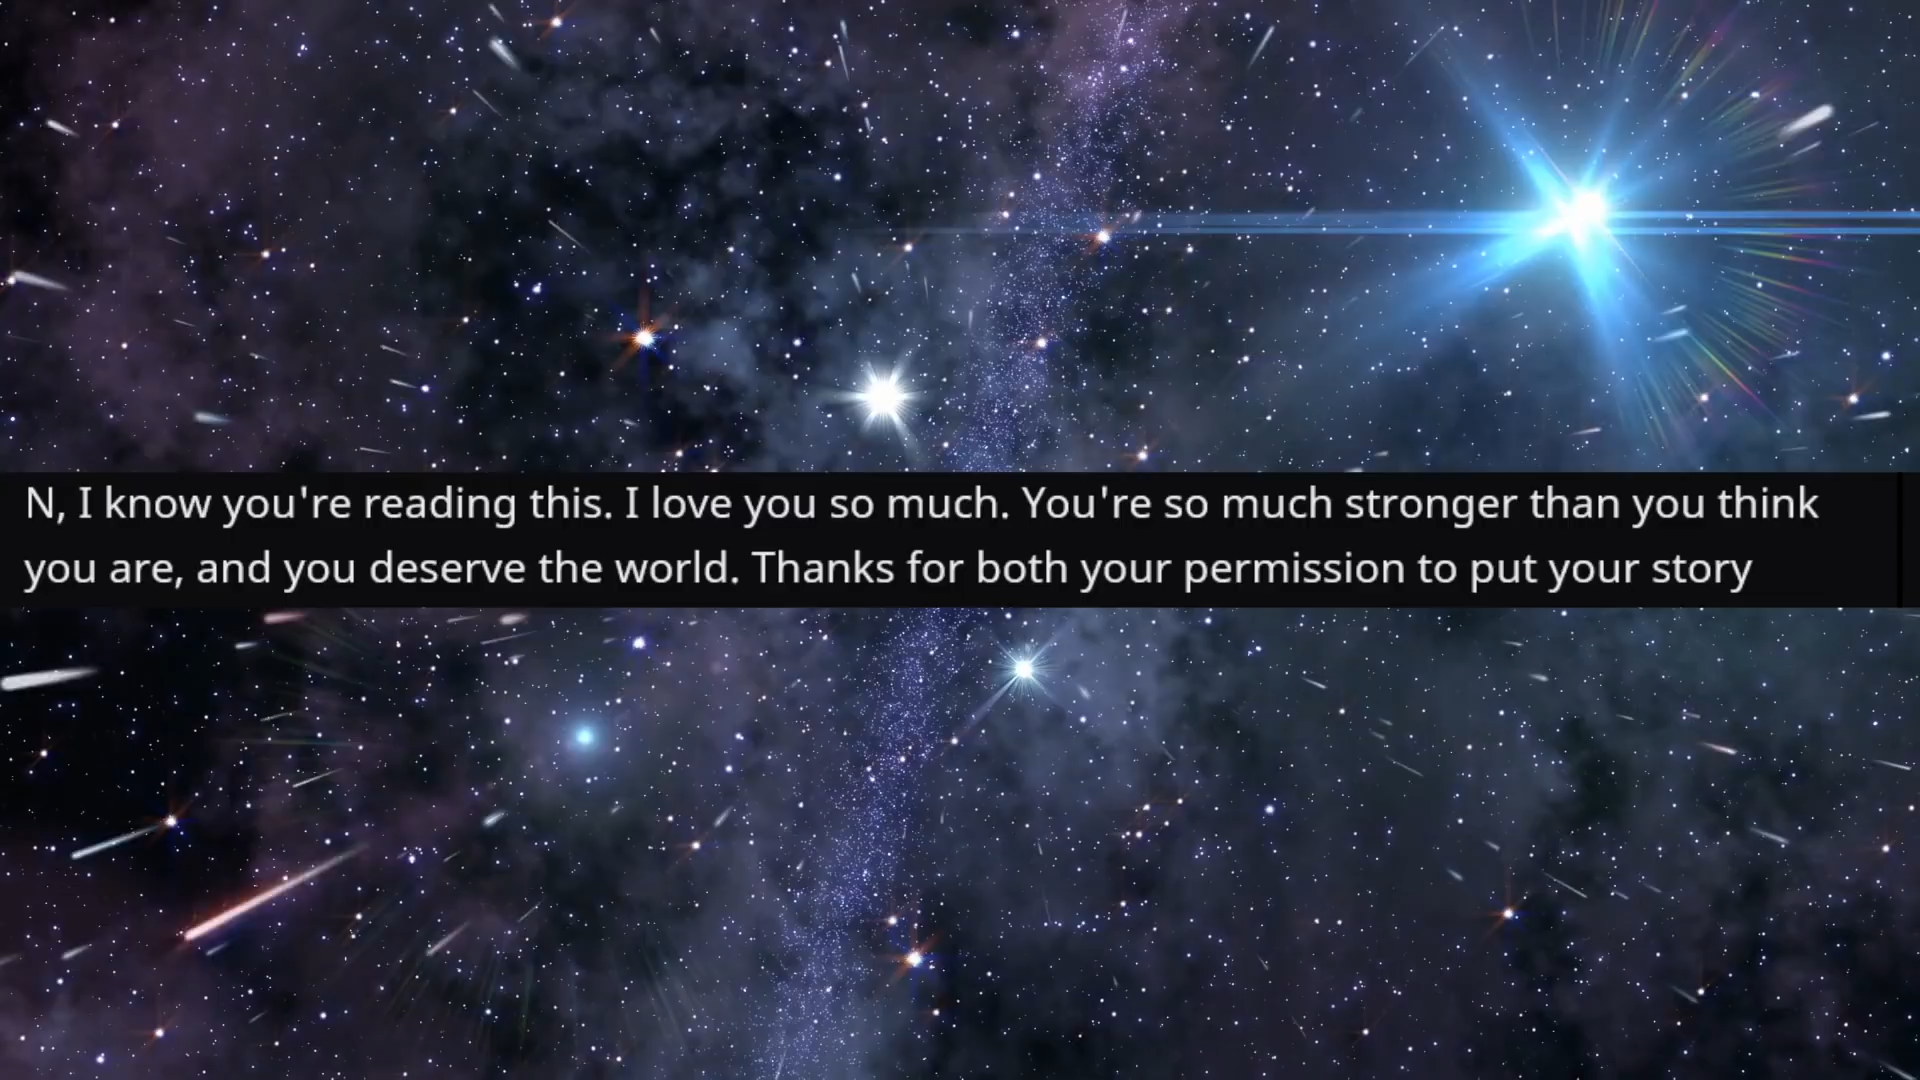 N, I know you're reading this. I love you so much. You're so much stronger than you think
you are, and you deserve the world. Thanks for both your permission to put your story